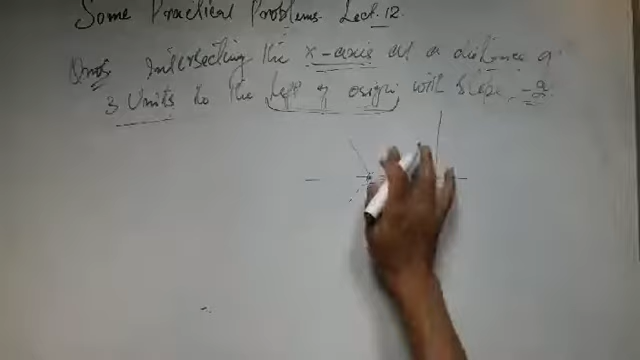 Some Practical Problems. Lect. 12.
Ques Intersecting the x-axis at a distance of
3 Units to the left of origin with slope -2.